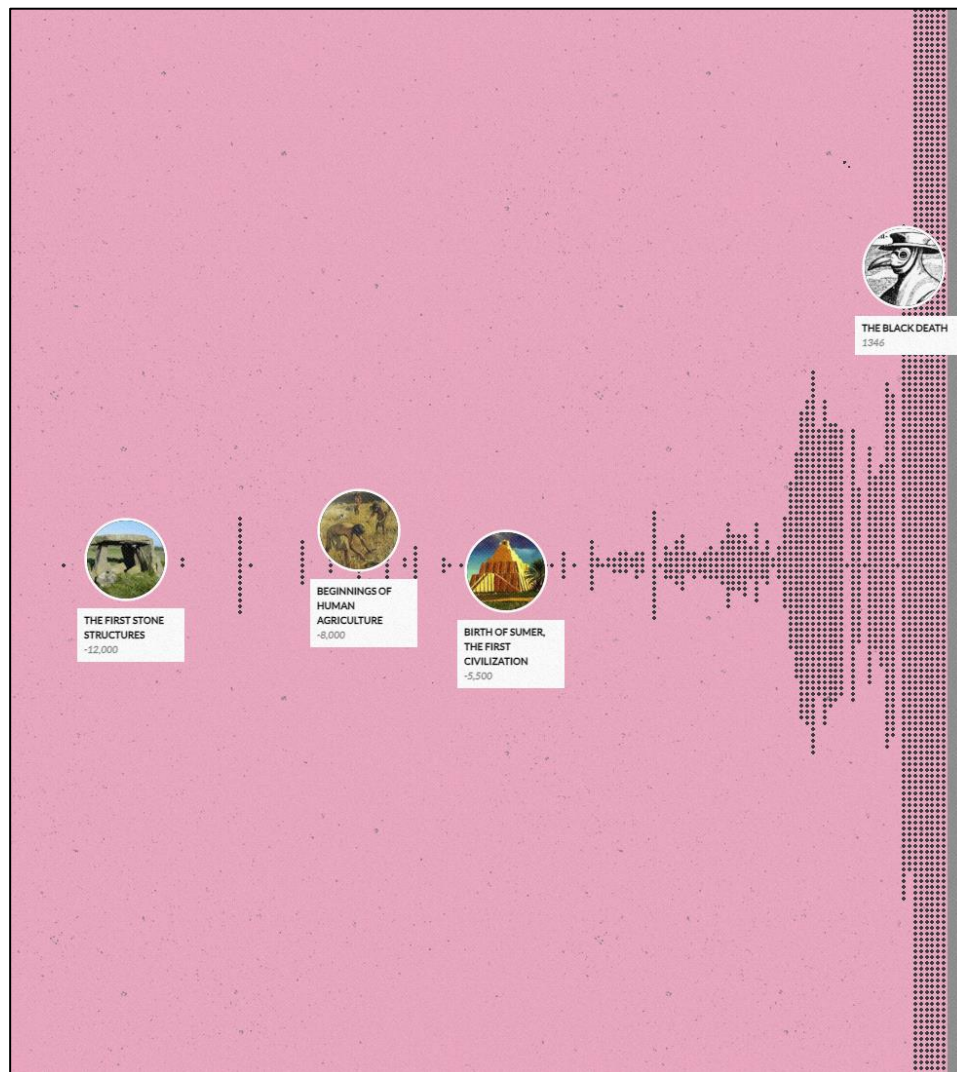 THE BLACK DEATH
1346
THE FIRST STONE
STRUCTURES
-12,000
BEGINNINGS OF
HUMAN
AGRICULTURE
-8,000
BIRTH OF SUMER,
THE FIRST
CIVILIZATION
-5,500